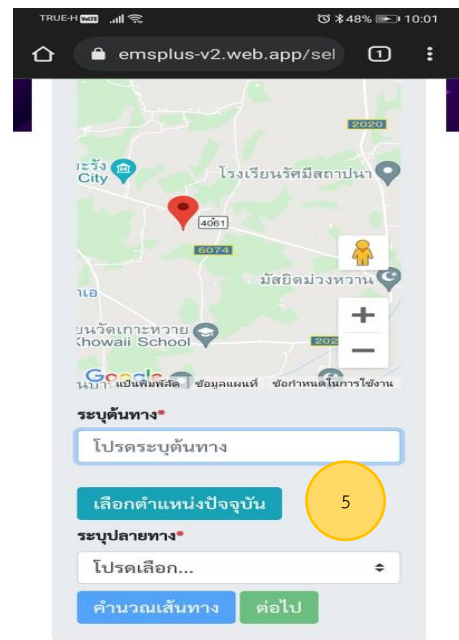 TRUE-H 48% 10:01
emsplus-v2.web.app/sel 1
2020
ะรัง
City
โรงเรียนรัศมีสถาปนา
4061
6074
มัสยิดม่วงหวาน
าเอ
ยนวัดเกาะหวาย
Khowaii School
202
Google แป้นพิมพ์ลัด ข้อมูลแผนที่ ข้อกำหนดในการใช้งาน
ระบุต้นทาง*
โปรดระบุต้นทาง
เลือกตำแหน่งปัจจุบัน 5
ระบุปลายทาง*
โปรดเลือก...
คำนวณเส้นทาง ต่อไป